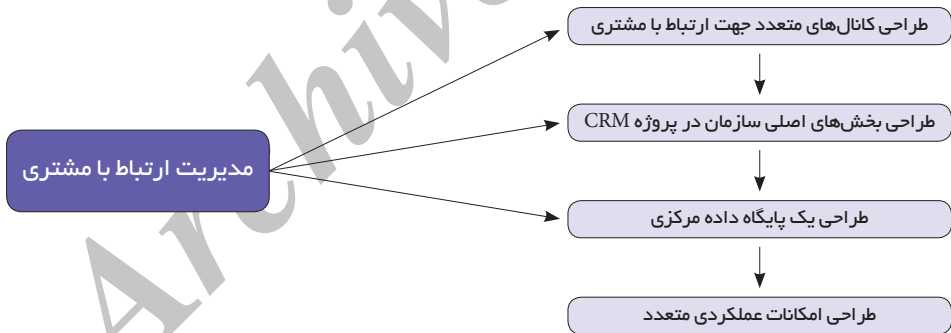 طراحی کانال‌های متعدد جهت ارتباط با مشتری
طراحی بخش‌های اصلی سازمان در پروژه CRM
مدیریت ارتباط با مشتری
طراحی یک پایگاه داده مرکزی
طراحی امکانات عملکردی متعدد
Archive